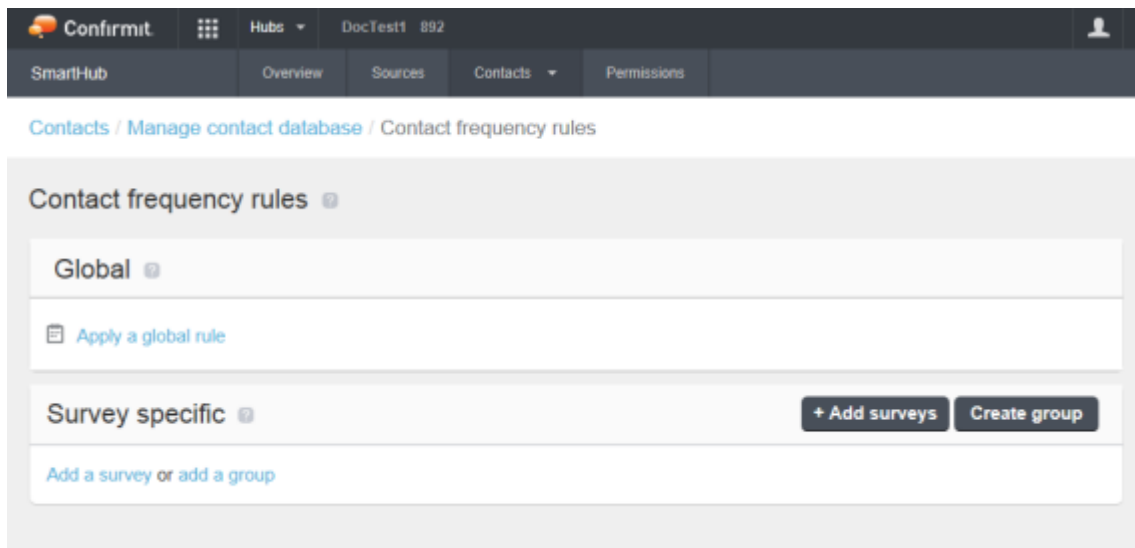 Confirmit. Hubs DocTest1 892
SmartHub Overview Sources Contacts Permissions
Contacts / Manage contact database / Contact frequency rules
Contact frequency rules ?
Global ?
Apply a global rule
Survey specific ? + Add surveys Create group
Add a survey or add a group